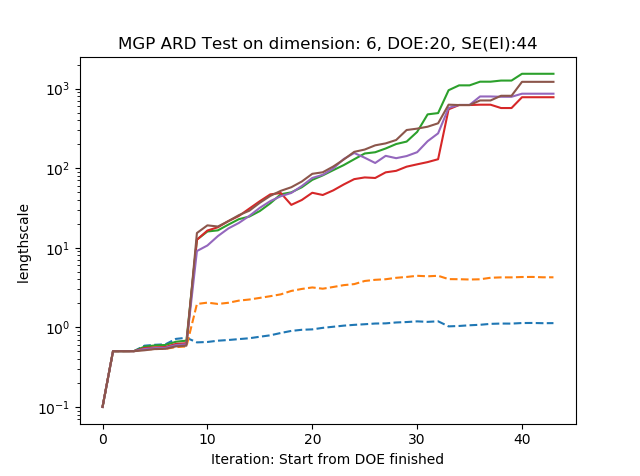 MGP ARD Test on dimension: 6, DOE:20, SE(EI):44
10³
10²
10¹
10⁰
10⁻¹
lengthscale
0 10 20 30 40
Iteration: Start from DOE finished